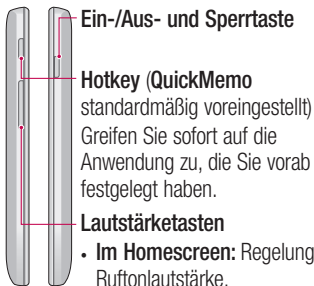 Ein-/Aus- und Sperrtaste
Hotkey (QuickMemo
standardmäßig voreingestellt)
Greifen Sie sofort auf die
Anwendung zu, die Sie vorab
festgelegt haben.
Lautstärketasten
• Im Homescreen: Regelung
Ruftonlautstärke.